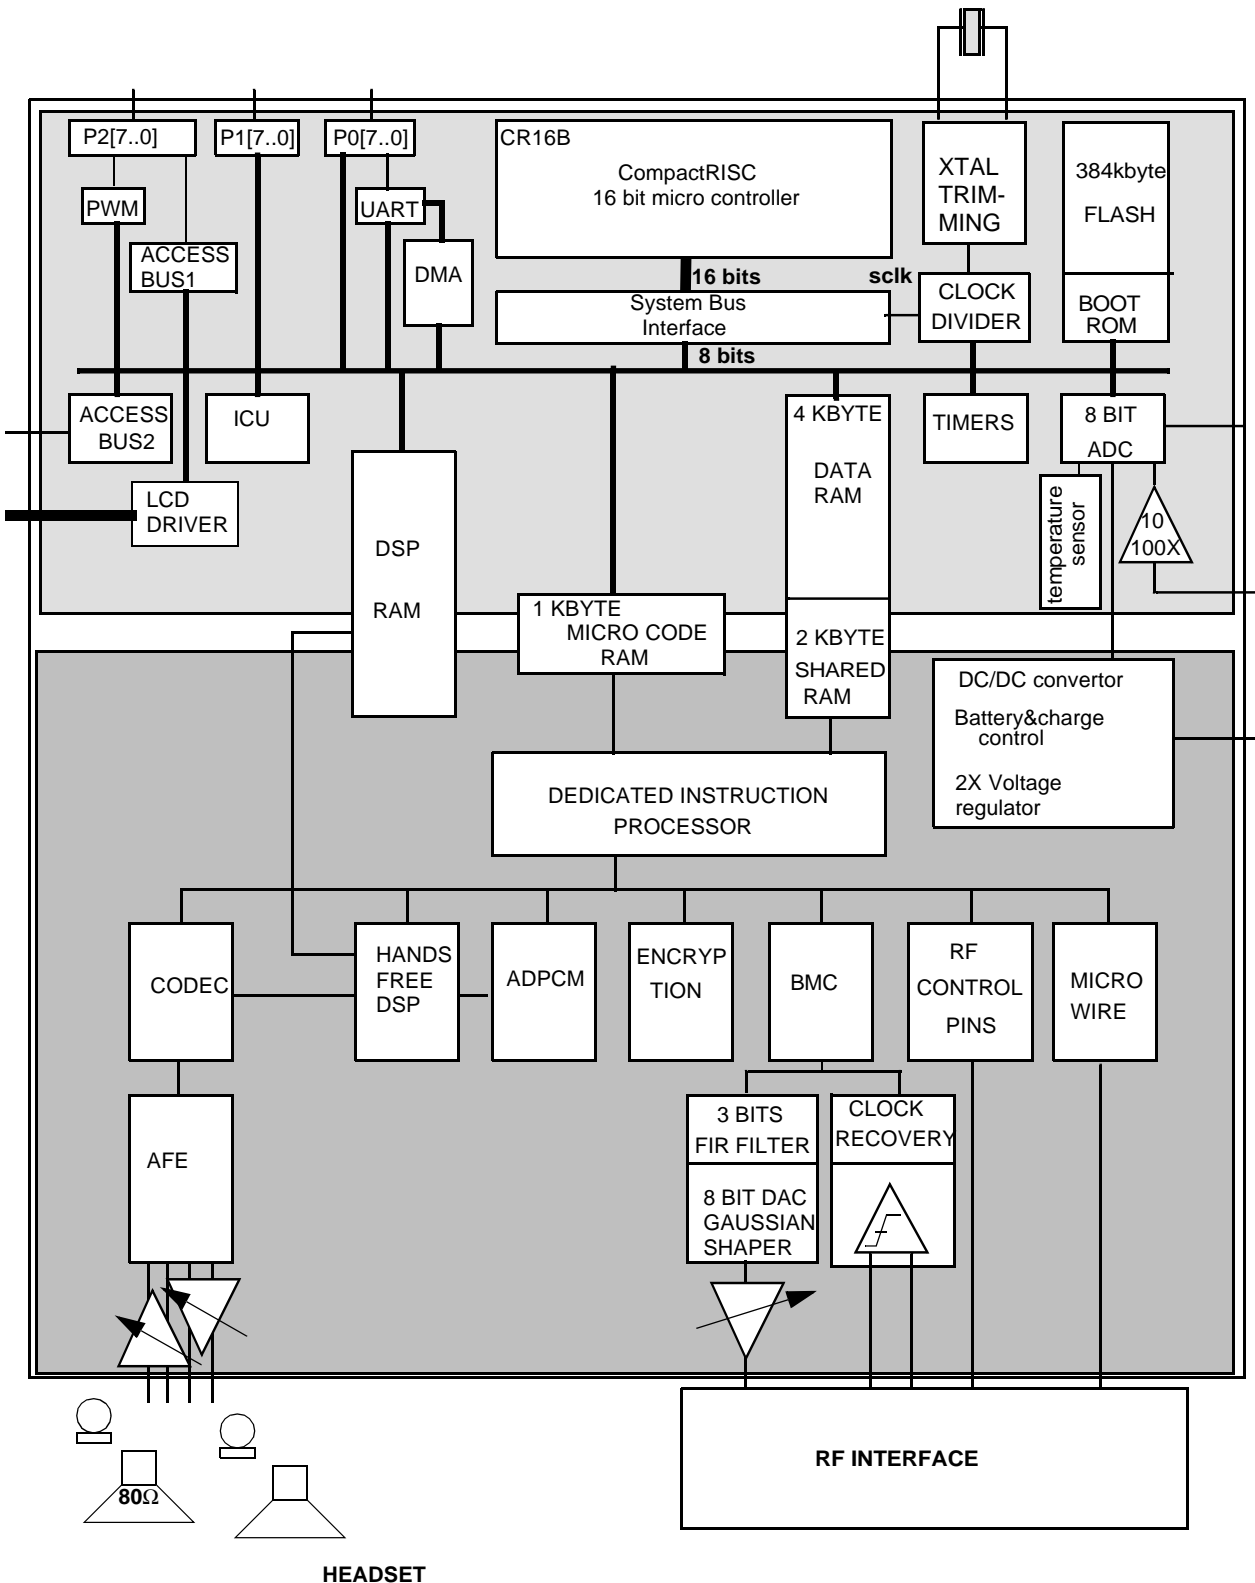 P2[7..0]
P1[7..0]
P0[7..0]
CR16B
CompactRISC
16 bit micro controller
XTAL
TRIM-
MING
384kbyte
FLASH
PWM
UART
ACCESS
BUS1
DMA
16 bits
sclk
System Bus
Interface
CLOCK
DIVIDER
BOOT
ROM
8 bits
ACCESS
BUS2
ICU
4 KBYTE
DATA
RAM
TIMERS
8 BIT
ADC
LCD
DRIVER
DSP
RAM
temperature
sensor
10
100X
1 KBYTE
MICRO CODE
RAM
2 KBYTE
SHARED
RAM
DC/DC convertor
Battery&charge
control
2X Voltage
regulator
DEDICATED INSTRUCTION
PROCESSOR
CODEC
HANDS
FREE
DSP
ADPCM
ENCRYP
TION
BMC
RF
CONTROL
PINS
MICRO
WIRE
AFE
3 BITS
FIR FILTER
CLOCK
RECOVERY
8 BIT DAC
GAUSSIAN
SHAPER
80Ω
RF INTERFACE
HEADSET